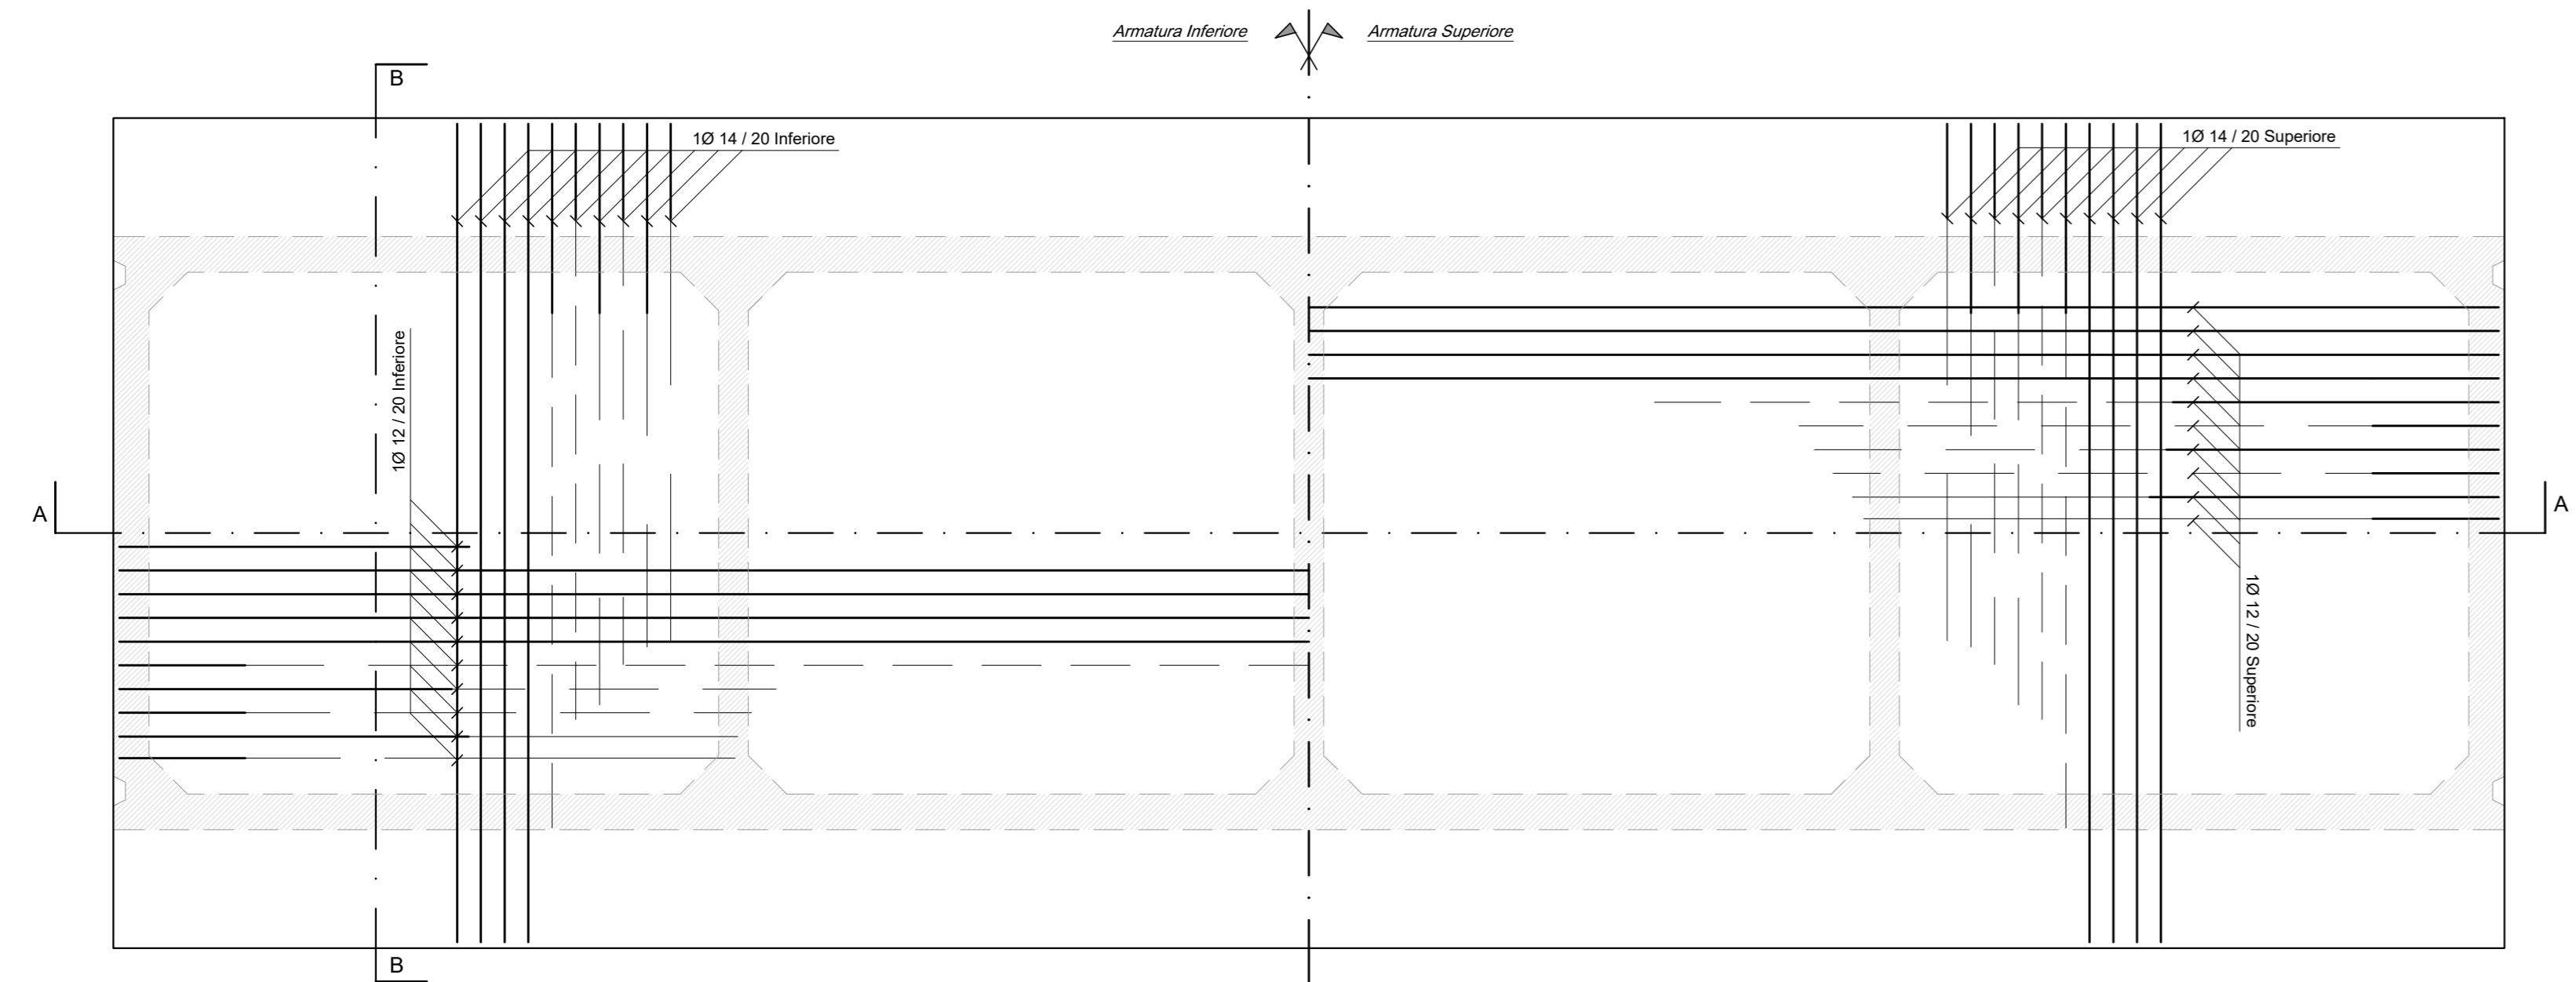 Armatura Inferiore
Armatura Superiore
B
1Ø 14 / 20 Inferiore
1Ø 14 / 20 Superiore
1Ø 12 / 20 Inferiore
A
A
1Ø 12 / 20 Superiore
B